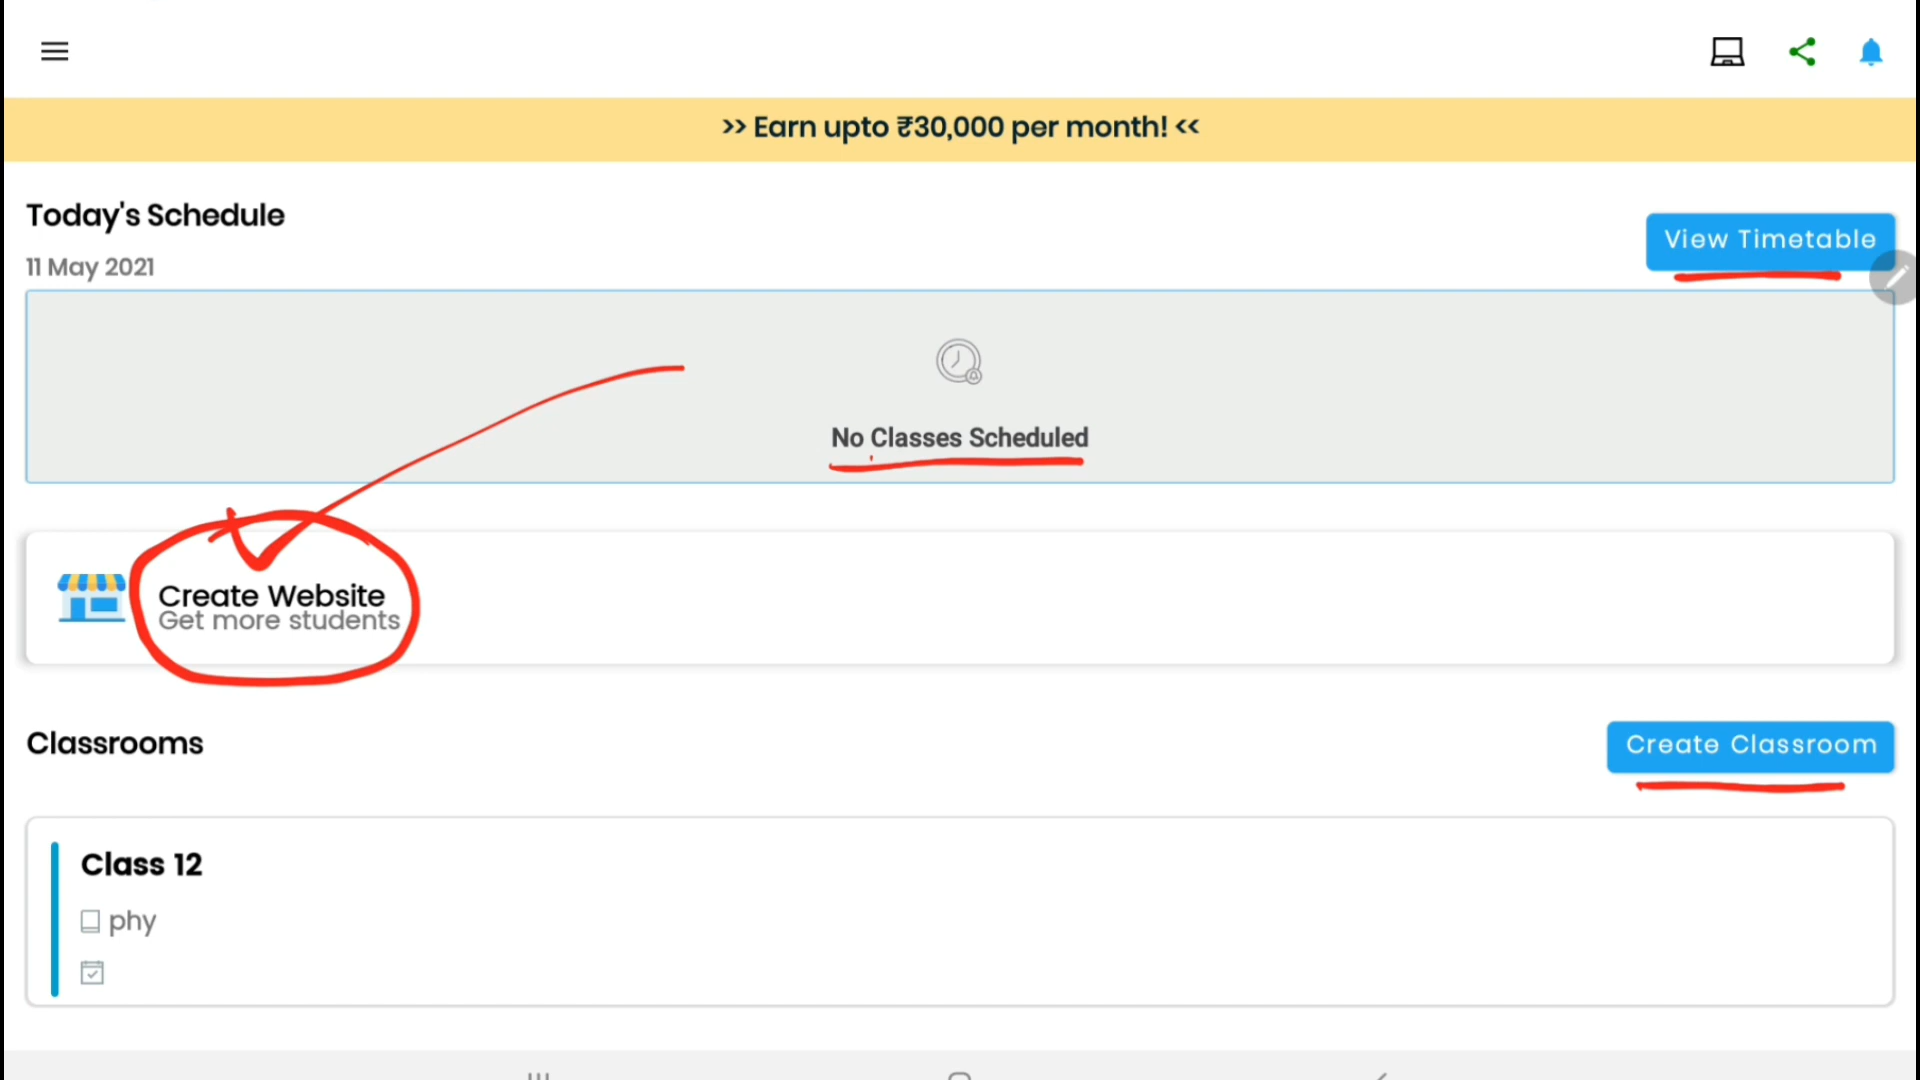 >> Earn upto ₹30,000 per month! <<
Today's Schedule
View Timetable
11 May 2021
No Classes Scheduled
Create Website
Get more students
Classrooms
Create Classroom
Class 12
phy